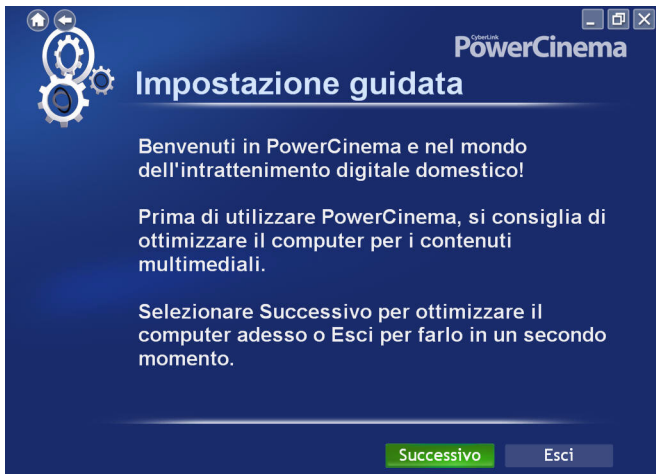 CyberLink
PowerCinema
Impostazione guidata
Benvenuti in PowerCinema e nel mondo
dell'intrattenimento digitale domestico!
Prima di utilizzare PowerCinema, si consiglia di
ottimizzare il computer per i contenuti
multimediali.
Selezionare Successivo per ottimizzare il
computer adesso o Esci per farlo in un secondo
momento.
Successivo
Esci